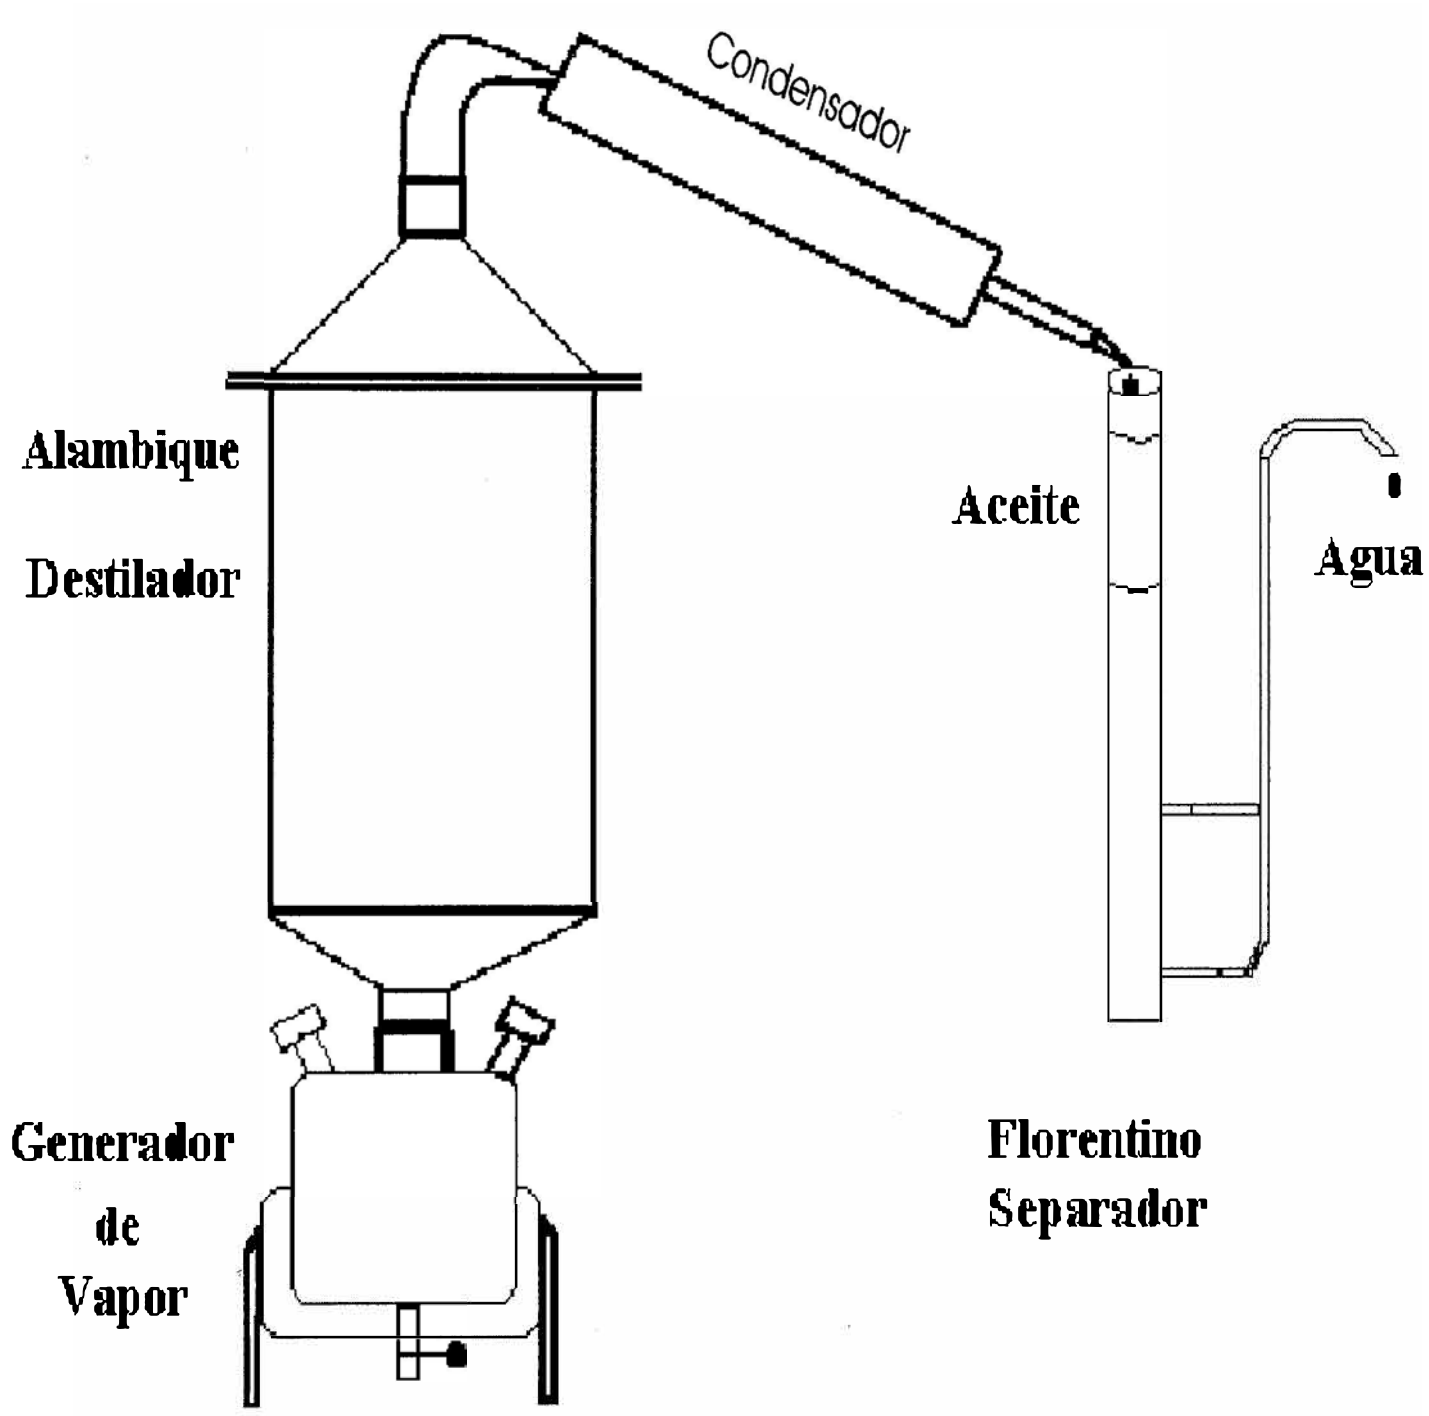 Condensador
Alambique
Destilador
Aceite
Agua
Generador
de
Vapor
Florentino
Separador